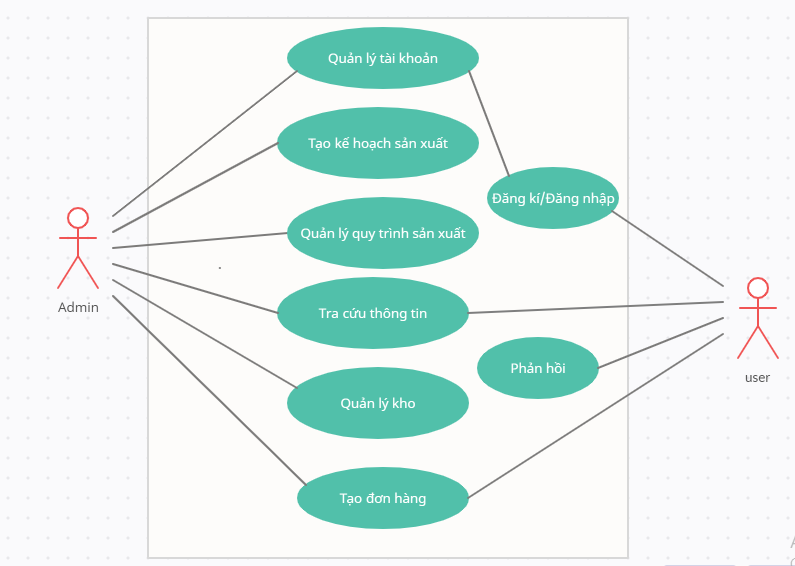 Quản lý tài khoản
Tạo kế hoạch sản xuất
Đăng kí/Đăng nhập
Quản lý quy trình sản xuất
Admin
Tra cứu thông tin
Phản hồi
user
Quản lý kho
Tạo đơn hàng